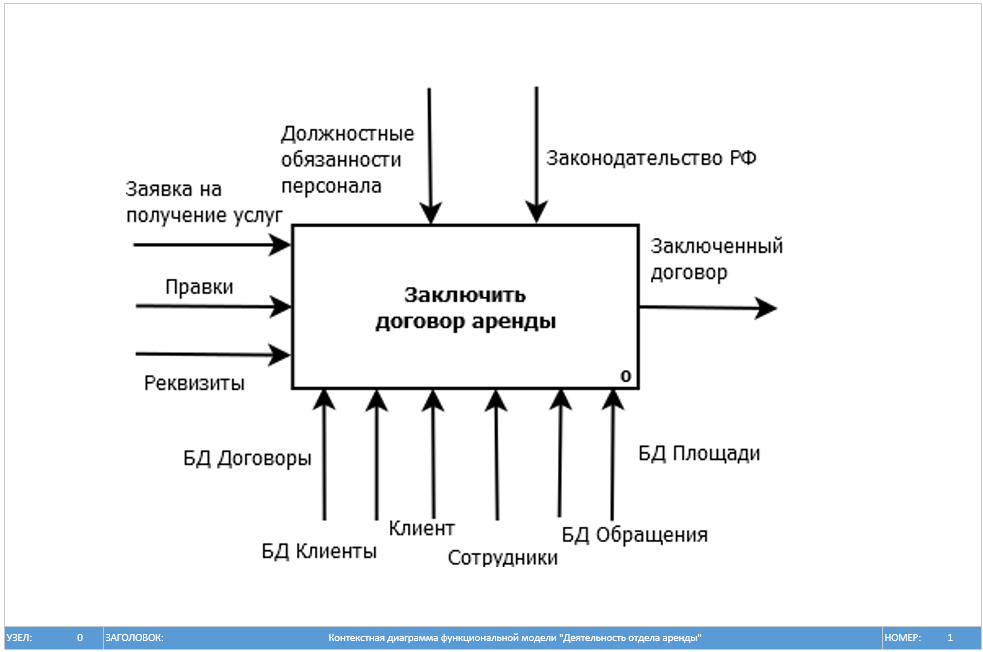 Должностные
обязанности
персонала
Законодательство РФ
Заявка на
получение услуг
Правки
Реквизиты
Заключить
договор аренды
0
Заключенный
договор
БД Договоры
БД Клиенты
Клиент
Сотрудники
БД Обращения
БД Площади
УЗЕЛ: 0 ЗАГОЛОВОК: Контекстная диаграмма функциональной модели "Деятельность отдела аренды" НОМЕР: 1